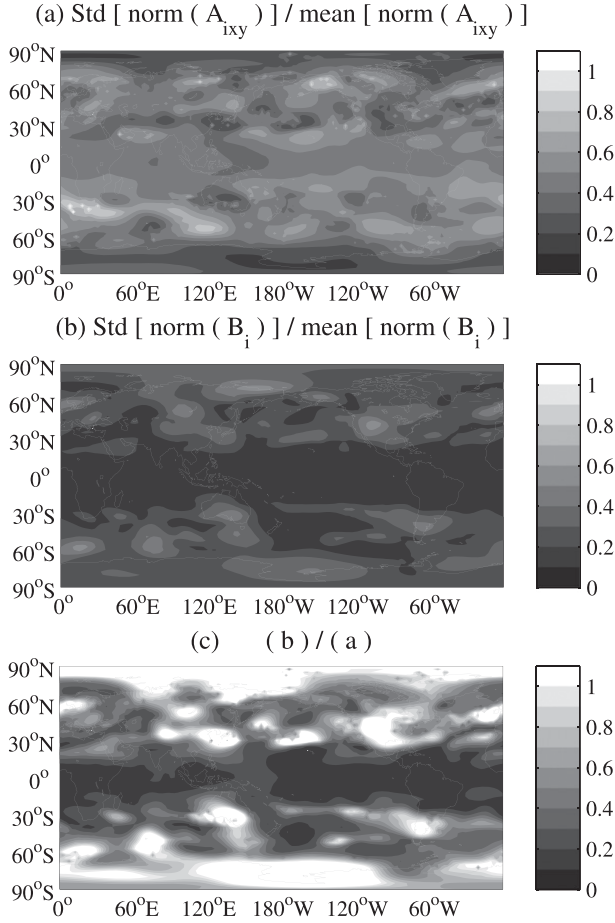 (a) Std [ norm ( A_ixy ) ] / mean [ norm ( A_ixy ) ]
90°N
60°N
30°N
0°
30°S
60°S
90°S
0° 60°E 120°E 180°W 120°W 60°W
1
0.8
0.6
0.4
0.2
0
(b) Std [ norm ( B_i ) ] / mean [ norm ( B_i ) ]
90°N
60°N
30°N
0°
30°S
60°S
90°S
0° 60°E 120°E 180°W 120°W 60°W
1
0.8
0.6
0.4
0.2
0
(c) ( b ) / ( a )
90°N
60°N
30°N
0°
30°S
60°S
90°S
0° 60°E 120°E 180°W 120°W 60°W
1
0.8
0.6
0.4
0.2
0